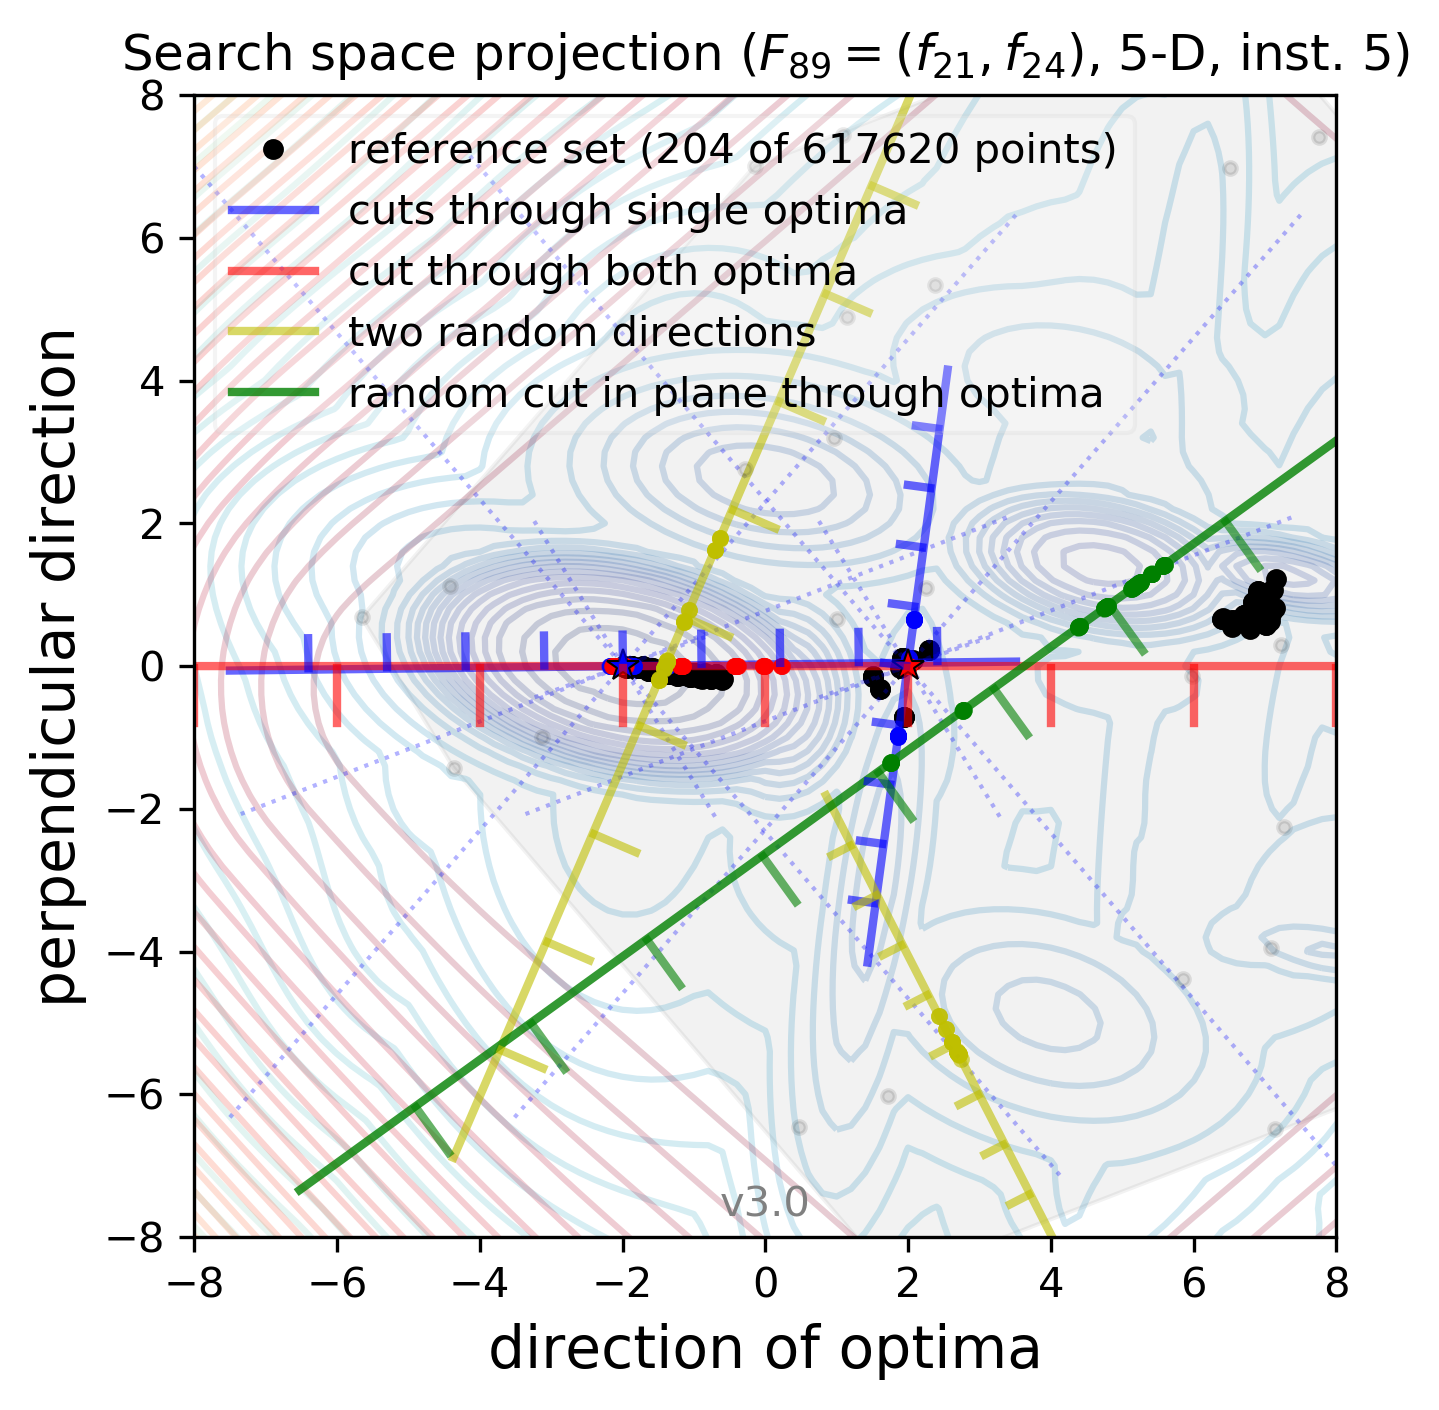 Search space projection (F89 = (f21, f24), 5-D, inst. 5)
reference set (204 of 617620 points)
cuts through single optima
cut through both optima
two random directions
random cut in plane through optima
8
6
4
2
0
−2
−4
−6
−8
perpendicular direction
v3.0
−8 −6 −4 −2 0 2 4 6 8
direction of optima